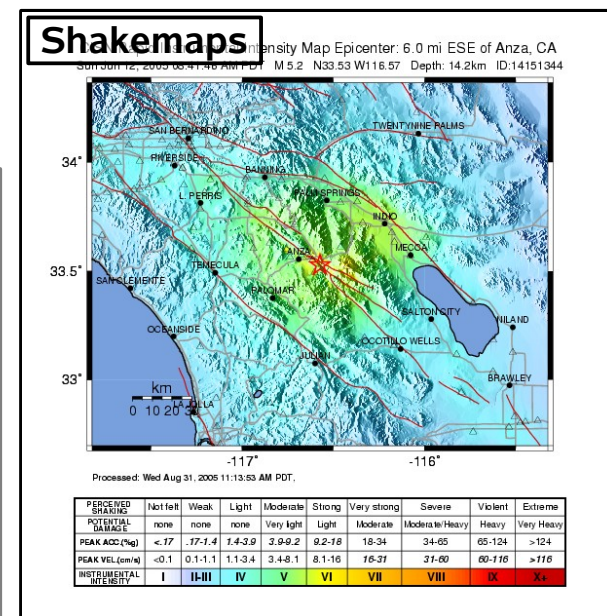 Shakemaps
Intensity Map Epicenter: 6.0 mi ESE of Anza, CA
Sun Jun 12, 2005 08:41:46 AM PDT M 5.2 N33.53 W116.57 Depth: 14.2km ID:14151344
SAN BERNARDINO
TWENTYNINE PALMS
34°
RIVERSIDE
BANNING
L. PERRIS
PALM SPRINGS
INDIO
MECCA
ANZA
33.5°
TEMECULA
SAN CLEMENTE
PALOMAR
SALTON CITY
NILAND
OCEANSIDE
OCOTILLO WELLS
JULIAN
33°
BRAWLEY
km
0 10 20 30
LA JOLLA
-117° -116°
Processed: Wed Aug 31, 2005 11:13:53 AM PDT,
PERCEIVED SHAKING Not felt Weak Light Moderate Strong Very strong Severe Violent Extreme
POTENTIAL DAMAGE none none none Very light Light Moderate Moderate/Heavy Heavy Very Heavy
PEAK ACC.(%g) <.17 .17-1.4 1.4-3.9 3.9-9.2 9.2-18 18-34 34-65 65-124 >124
PEAK VEL.(cm/s) <0.1 0.1-1.1 1.1-3.4 3.4-8.1 8.1-16 16-31 31-60 60-116 >116
INSTRUMENTAL INTENSITY I II-III IV V VI VII VIII IX X+